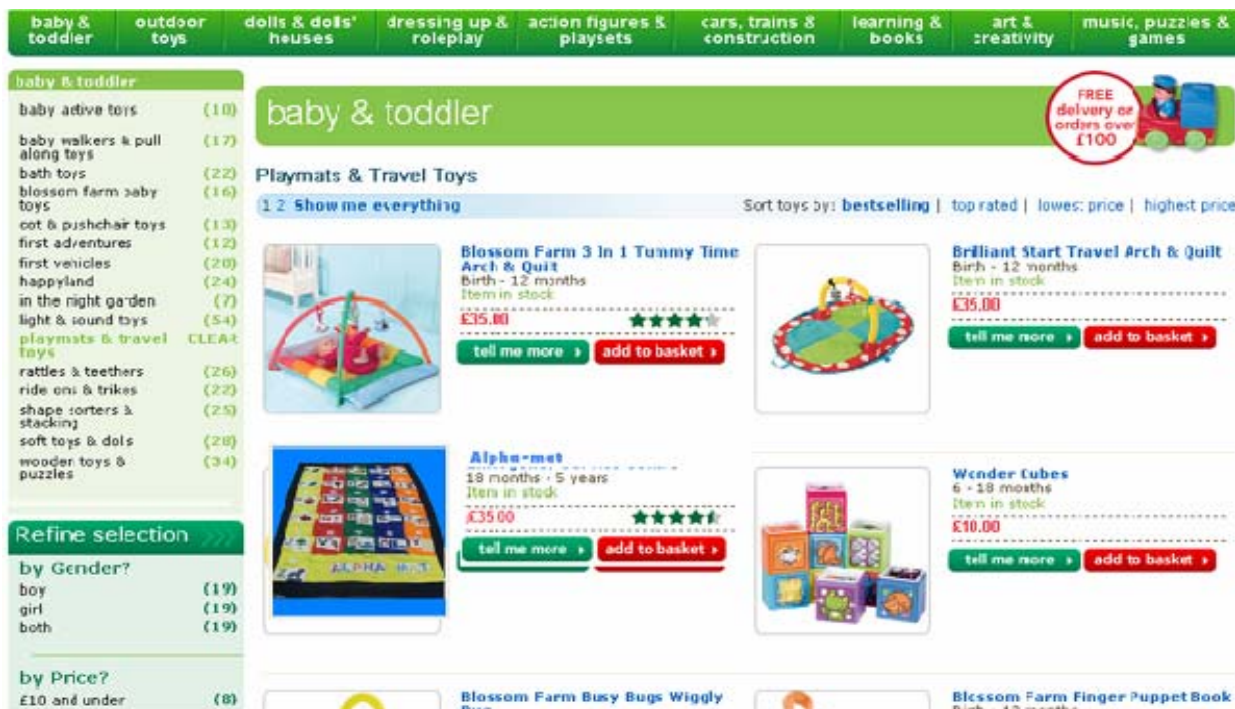 baby & toddler
outdoor toys
dolls & dolls' houses
dressing up & roleplay
action figures & playsets
cars, trains & construction
learning & books
art & creativity
music, puzzles & games
baby & toddler
baby active toys (10)
baby walkers & pull along toys (17)
bath toys (22)
blossom farm baby toys (16)
cot & pushchair toys (13)
first adventures (12)
first vehicles (20)
happyland (24)
in the night garden (7)
light & sound toys (54)
playmats & travel toys CLEAR
rattles & teethers (26)
ride ons & trikes (22)
shape sorters & stacking (25)
soft toys & dolls (28)
wooden toys & puzzles (34)
Refine selection
by Gender?
boy (19)
girl (19)
both (19)
by Price?
£10 and under (8)
baby & toddler
FREE
delivery on
orders over
£100
Playmats & Travel Toys
1 2 Show me everything
Sort toys by: bestselling | top rated | lowest price | highest price
Blossom Farm 3 In 1 Tummy Time
Arch & Quilt
Birth - 12 months
Item in stock
£35.00
tell me more add to basket
Brilliant Start Travel Arch & Quilt
Birth - 12 months
Item in stock
£35.00
tell me more add to basket
ALPHA MAT
Alpha-mat
18 months - 5 years
Item in stock
£35.00
tell me more add to basket
Wonder Cubes
6 - 18 months
Item in stock
£10.00
tell me more add to basket
Blossom Farm Busy Bugs Wiggly
Blossom Farm Finger Puppet Book
Birth - 12 months